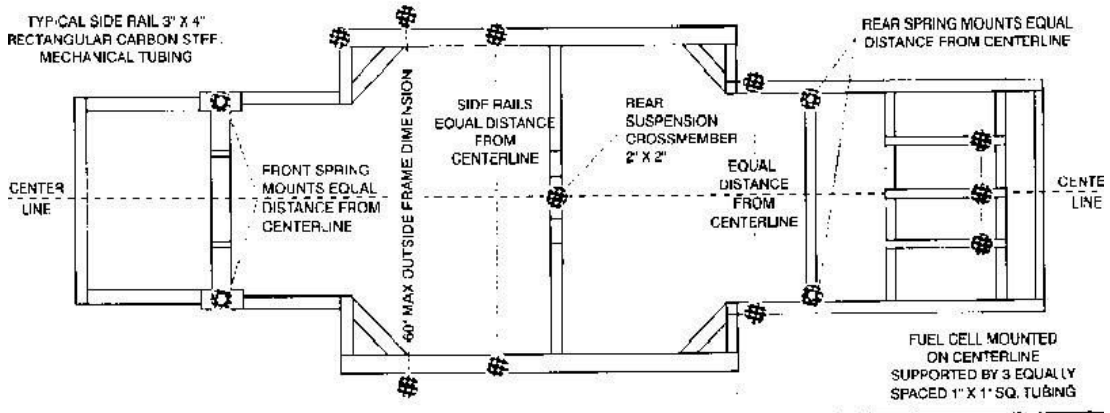 TYPICAL SIDE RAIL 3" X 4"
RECTANGULAR CARBON STEEL
MECHANICAL TUBING
REAR SPRING MOUNTS EQUAL
DISTANCE FROM CENTERLINE
60" MAX OUTSIDE FRAME DIMENSION
SIDE RAILS
EQUAL DISTANCE
FROM
CENTERLINE
REAR
SUSPENSION
CROSSMEMBER
2" X 2"
FRONT SPRING
MOUNTS EQUAL
DISTANCE FROM
CENTERLINE
EQUAL
DISTANCE
FROM
CENTERLINE
CENTER
LINE
CENTE
LINE
FUEL CELL MOUNTED
ON CENTERLINE
SUPPORTED BY 3 EQUALLY
SPACED 1" X 1" SQ. TUBING